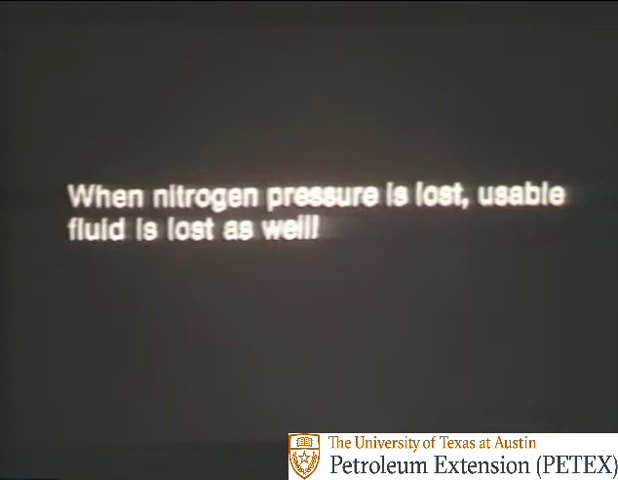 When nitrogen pressure is lost, usable
fluid is lost as well!
The University of Texas at Austin
Petroleum Extension (PETEX)